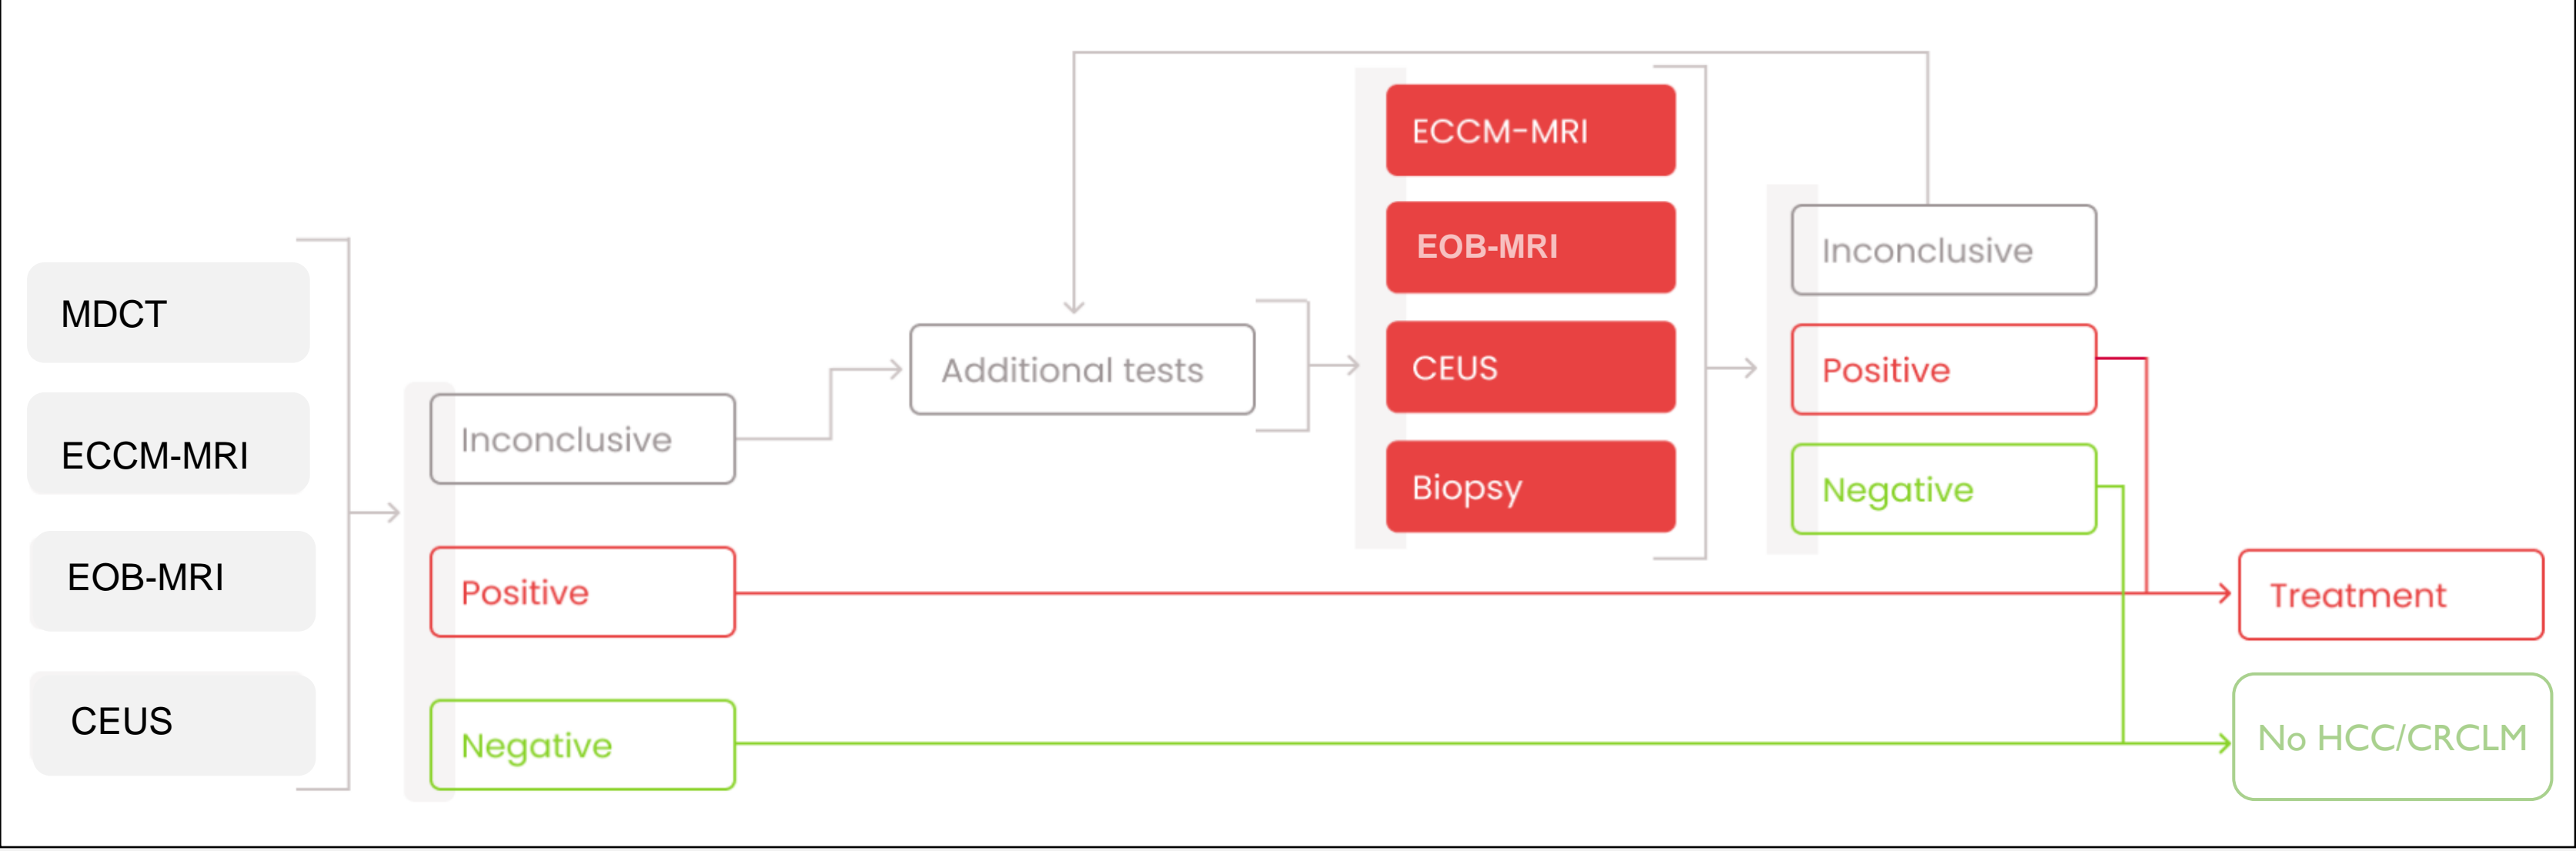 MDCT
ECCM-MRI
EOB-MRI
CEUS
Inconclusive
Positive
Negative
Additional tests
ECCM-MRI
EOB-MRI
CEUS
Biopsy
Inconclusive
Positive
Negative
Treatment
No HCC/CRCLM